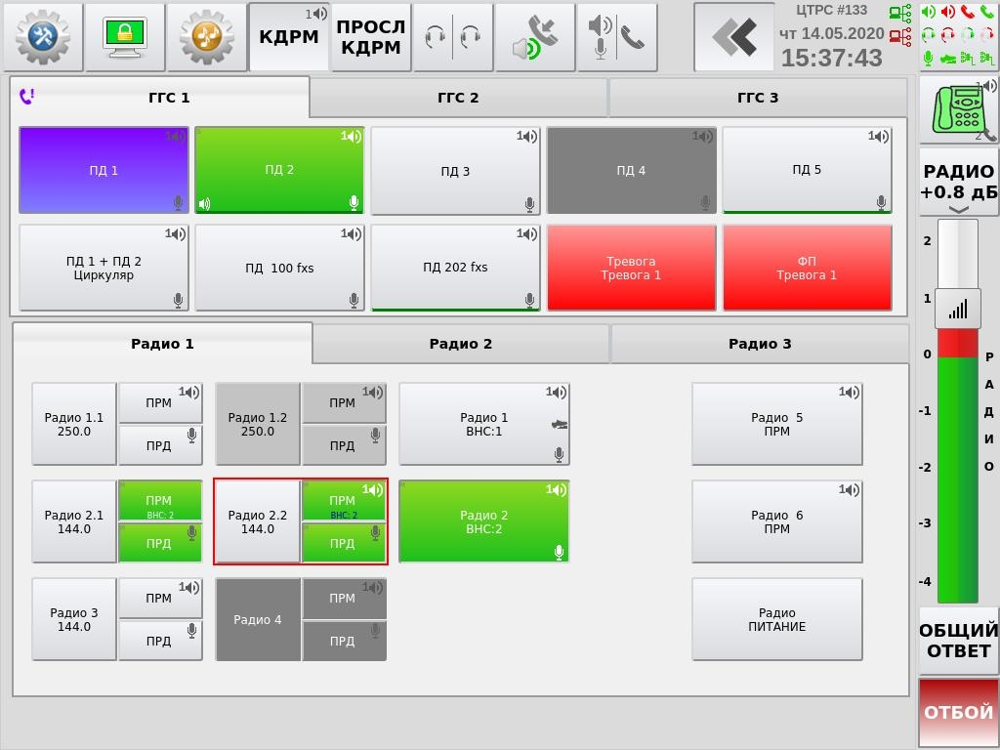 1
КДРМ
ПРОСЛ
КДРМ
ЦТРС #133
чт 14.05.2020
15:37:43
ГГС 1
ГГС 2
ГГС 3
1
2
РАДИО
+0.8 дБ
1
ПД 1
1
ПД 2
1
ПД 3
1
ПД 4
1
ПД 5
1
ПД 1 + ПД 2
Циркуляр
1
ПД 100 fxs
1
ПД 202 fxs
Тревога
Тревога 1
ФП
Тревога 1
Радио 1
Радио 2
Радио 3
Радио 1.1
250.0
1
ПРМ
ПРД
Радио 1.2
250.0
1
ПРМ
ПРД
1
Радио 1
ВНС:1
1
Радио 5
ПРМ
Радио 2.1
144.0
ПРМ
ВНС: 2
ПРД
Радио 2.2
144.0
1
ПРМ
ВНС: 2
ПРД
1
Радио 2
ВНС:2
1
Радио 6
ПРМ
Радио 3
144.0
1
ПРМ
ПРД
Радио 4
1
ПРМ
ПРД
Радио
ПИТАНИЕ
2
1
0
-1
-2
-3
-4
Р
А
Д
И
О
ОБЩИЙ
ОТВЕТ
ОТБОЙ